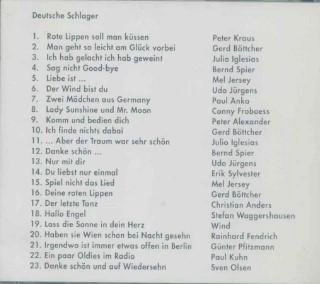 Deutsche Schlager
1. Rote Lippen soll man küssen Peter Kraus
2. Man geht so leicht am Glück vorbei Gerd Böttcher
3. Ich hab gelacht ich hab geweint Julio Iglesias
4. Sag nicht Good-bye Bernd Spier
5. Liebe ist ... Mel Jersey
6. Der Wind bist du Udo Jürgens
7. Zwei Mädchen aus Germany Paul Anka
8. Lady Sunshine und Mr. Moon Conny Froboess
9. Komm und bedien dich Peter Alexander
10. Ich finde nichts dabei Gerd Böttcher
11. ... Aber der Traum war sehr schön Julio Iglesias
12. Danke schön ... Bernd Spier
13. Nur mit dir Udo Jürgens
14. Du liebst nur einmal Erik Sylvester
15. Spiel nicht das Lied Mel Jersey
16. Deine roten Lippen Gerd Böttcher
17. Der letzte Tanz Christian Anders
18. Hallo Engel Stefan Waggershausen
19. Lass die Sonne in dein Herz Wind
20. Haben sie Wien schon bei Nacht gesehn Rainhard Fendrich
21. Irgendwo ist immer etwas offen in Berlin Günter Pfitzmann
22. Ein paar Oldies im Radio Paul Kuhn
23. Danke schön und auf Wiedersehn Sven Olsen